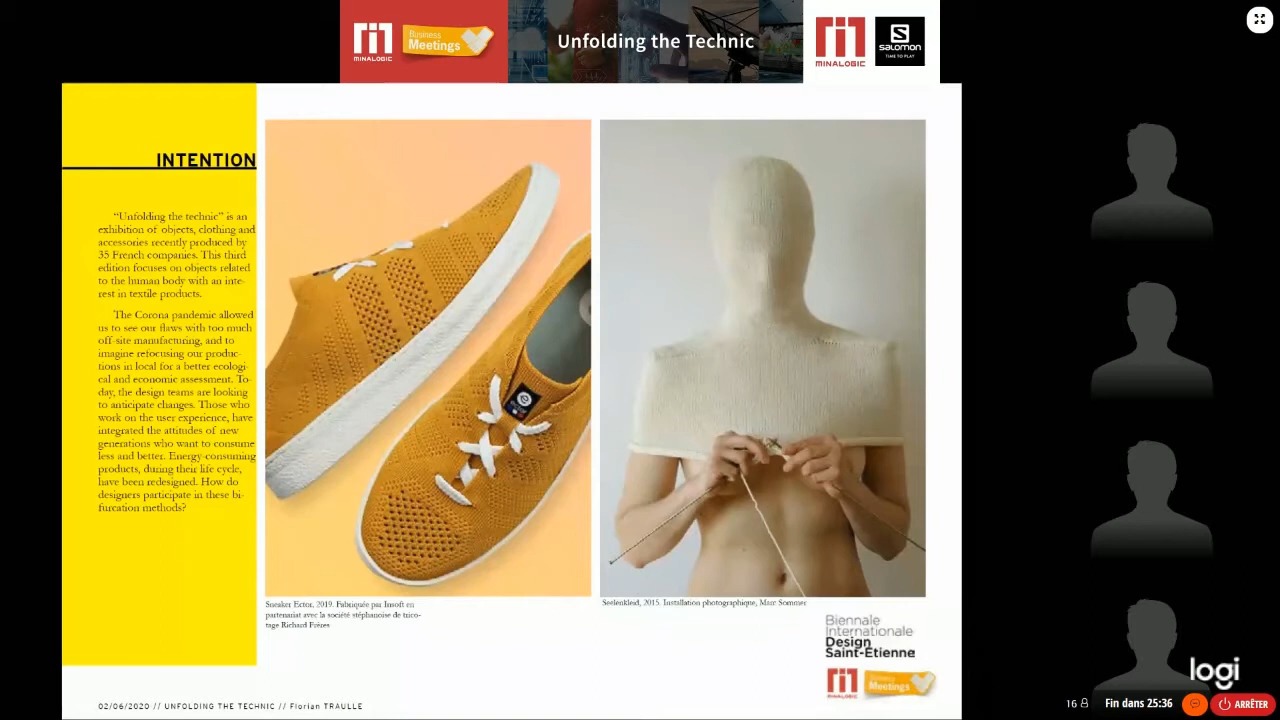 MINALOGIC
Business
Meetings
Unfolding the Technic
MINALOGIC
S
SALOMON
TIME TO PLAY
INTENTION
“Unfolding the technic” is an
exhibition of objects, clothing and
accessories recently produced by
35 French companies. This third
edition focuses on objects related
to the human body with an inte-
rest in textile products.
The Corona pandemic allowed
us to see our flaws with too much
off-site manufacturing, and to
imagine refocusing our produc-
tions in local for a better ecologi-
cal and economic assessment. To-
day, the design teams are looking
to anticipate changes. Those who
work on the user experience, have
integrated the attitudes of new
generations who want to consume
less and better. Energy-consuming
products, during their life cycle,
have been redesigned. How do
designers participate in these bi-
furcation methods?
Sneaker Ector, 2019. Fabriquée par Insoft en
partenariat avec la société stéphanoise de trico-
tage Richard Frères
Seelenkleid, 2015. Installation photographique, Marc Sommer
Biennale
Internationale
Design
Saint-Etienne
Business
Meetings
MINALOGIC
02/06/2020 // UNFOLDING THE TECHNIC // Florian TRAULLE
logi
16
Fin dans 25:36
ARRÊTER